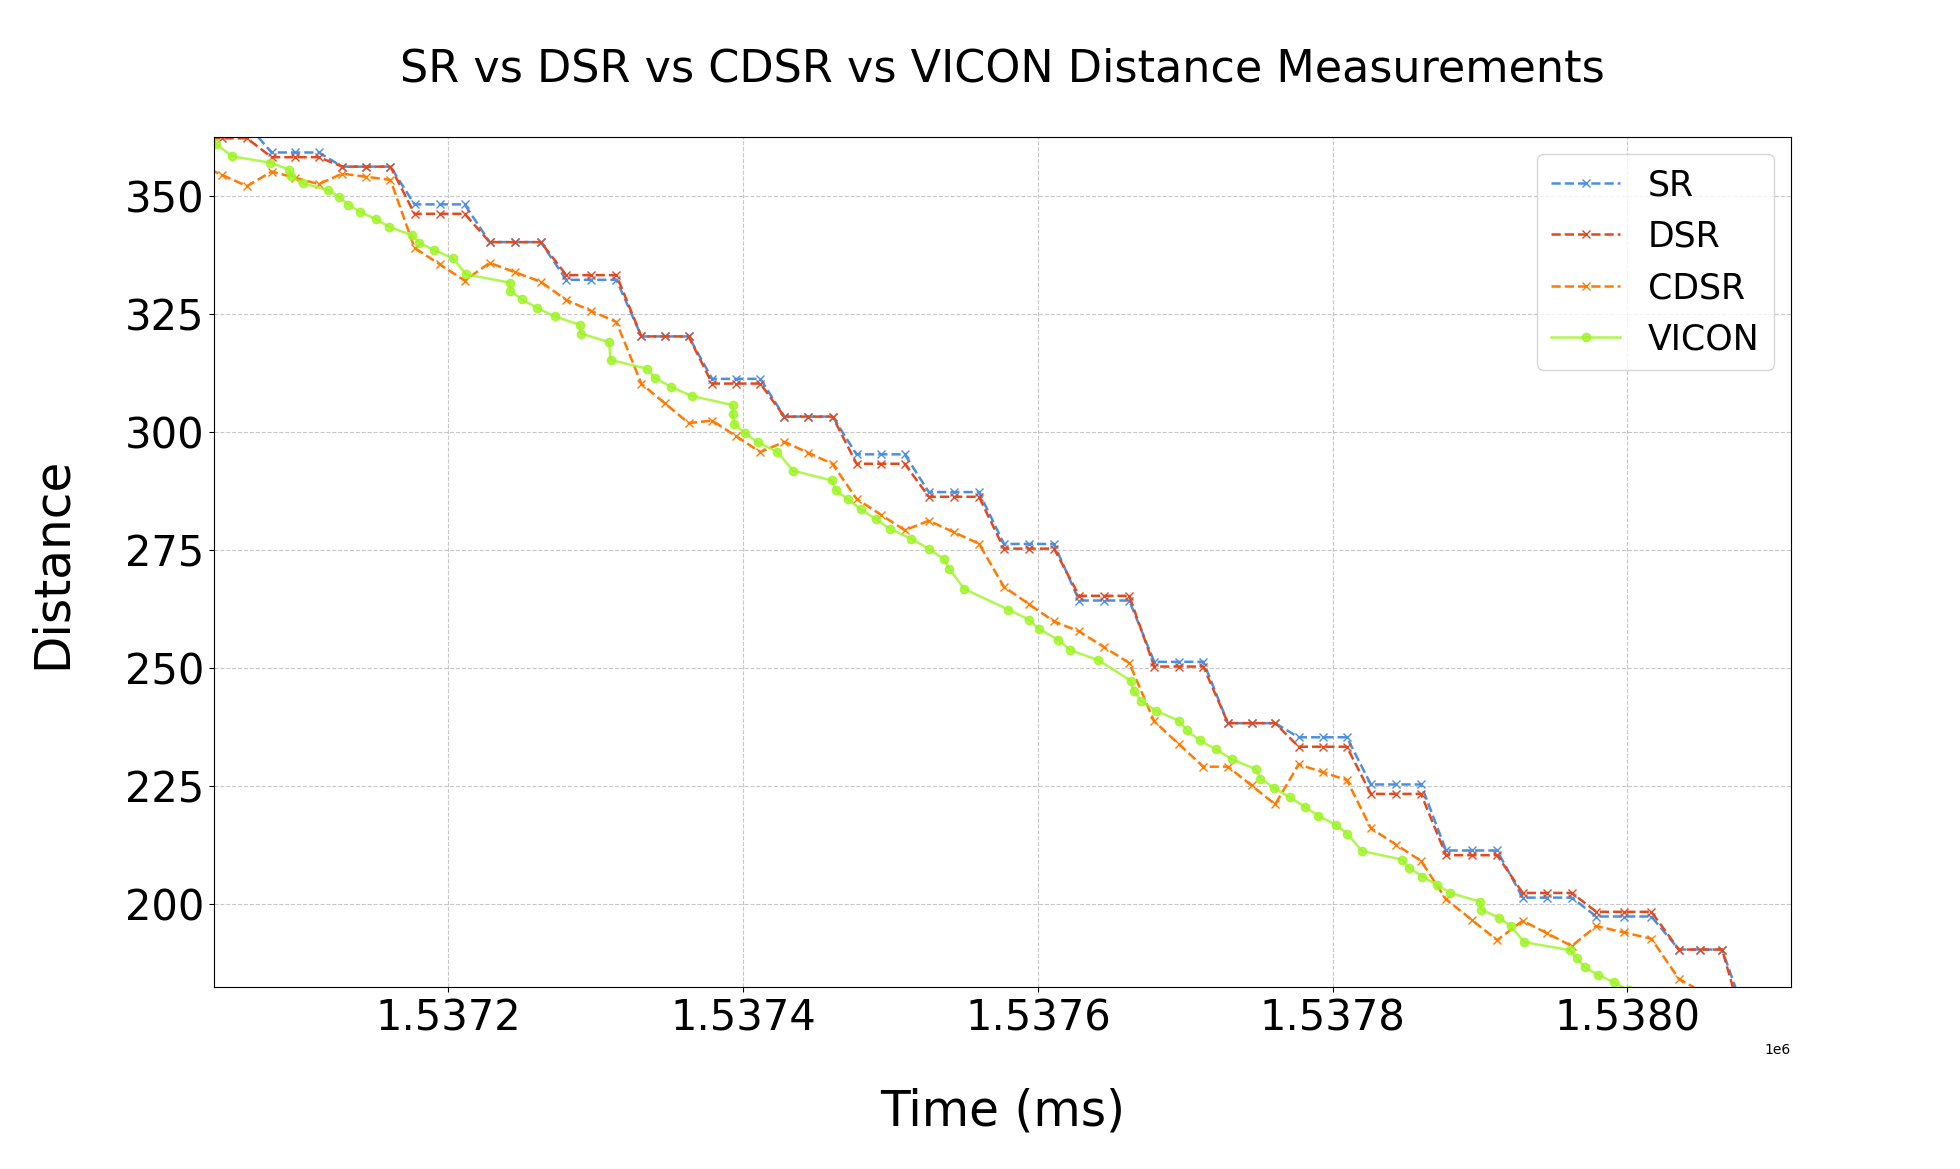 SR vs DSR vs CDSR vs VICON Distance Measurements
SR
DSR
CDSR
VICON
350
325
300
275
250
225
200
Distance
1.5372 1.5374 1.5376 1.5378 1.5380
1e6
Time (ms)